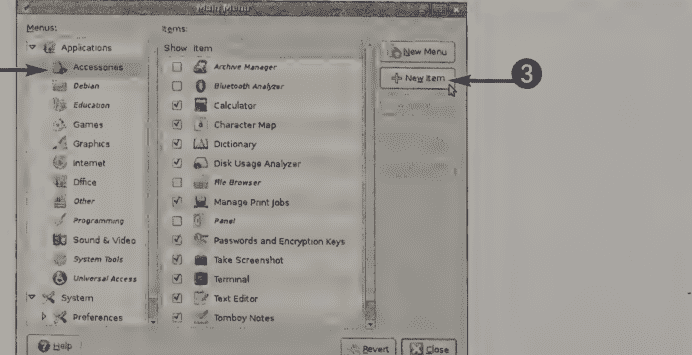 Main Menu
Menus:
Items:
Applications
Accessories
Debian
Education
Games
Graphics
Internet
Office
Other
Programming
Sound & Video
System Tools
Universal Access
System
Preferences
Show Item
Archive Manager
Bluetooth Analyzer
Calculator
Character Map
Dictionary
Disk Usage Analyzer
File Browser
Manage Print Jobs
Panel
Passwords and Encryption Keys
Take Screenshot
Terminal
Text Editor
Tomboy Notes
New Menu
New Item
3
Help
Revert
Close